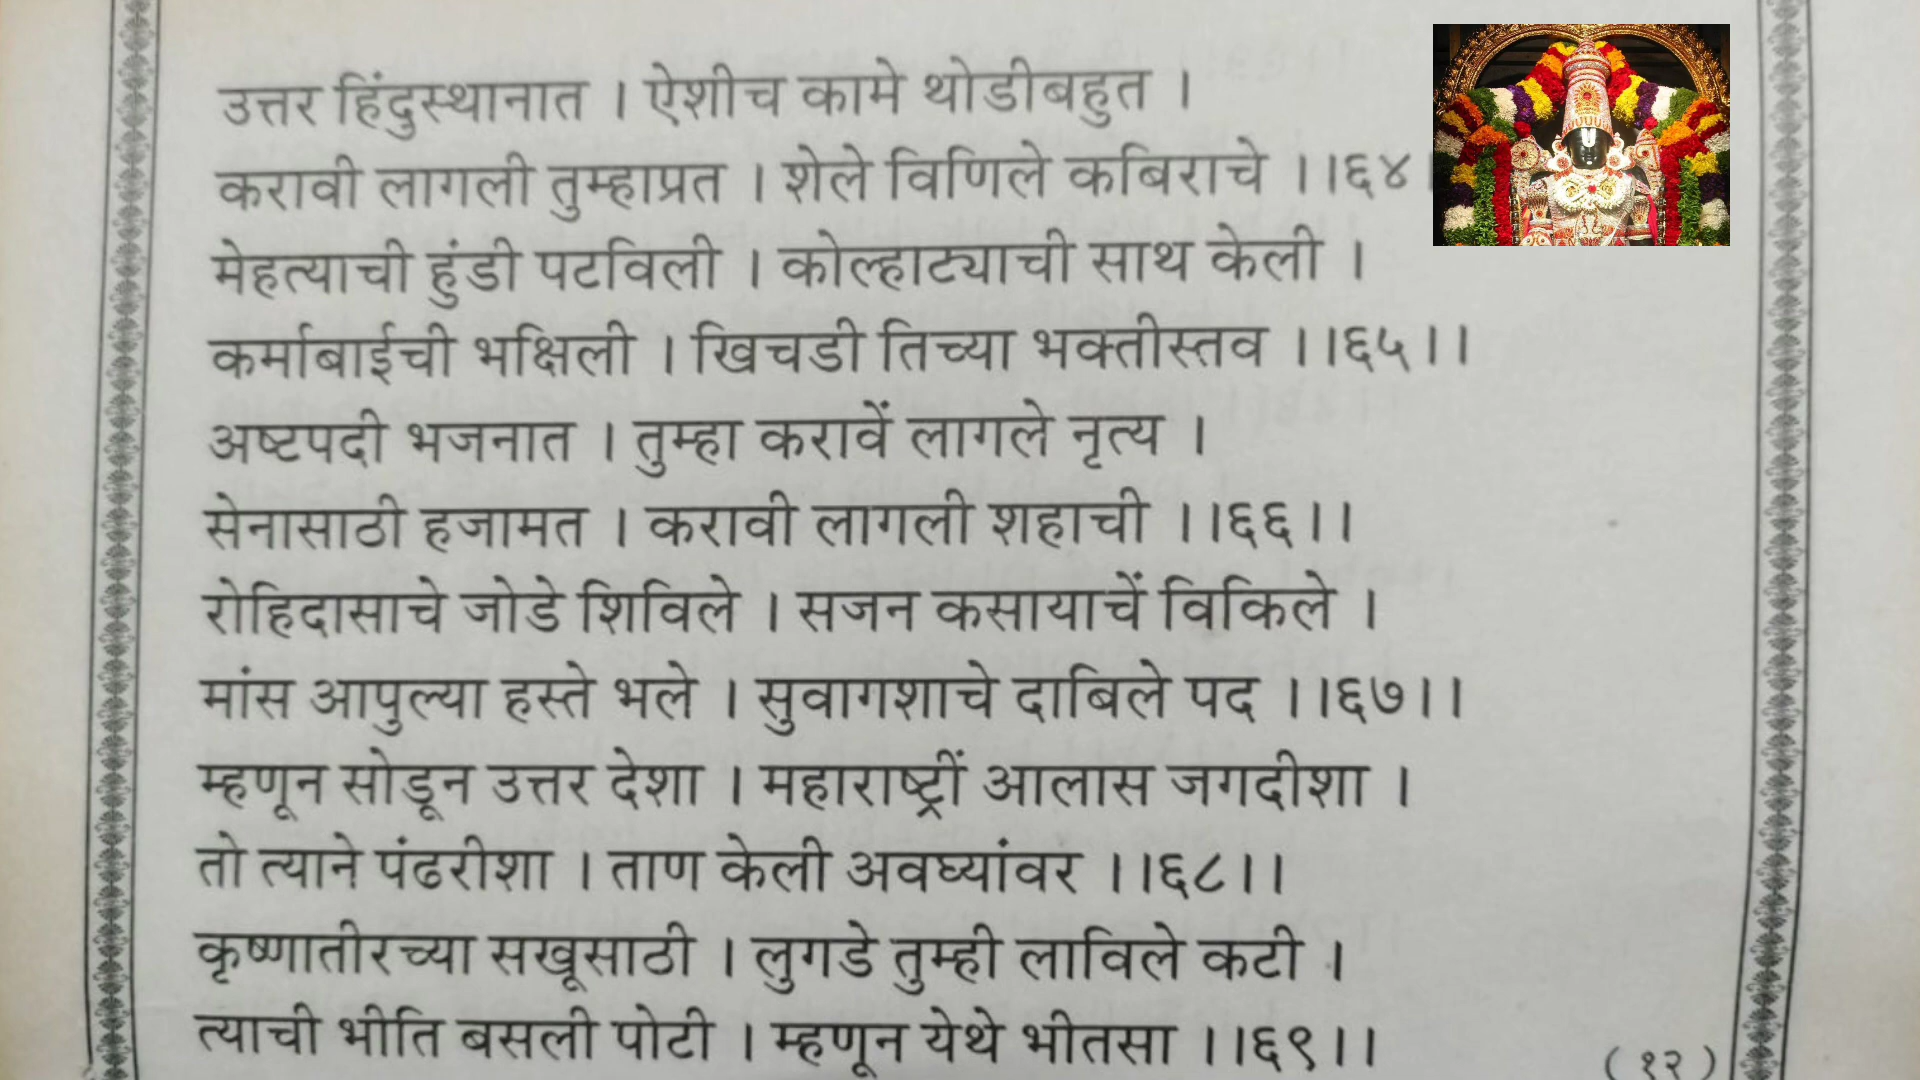 उत्तर हिंदुस्थानात । ऐशीच कामे थोडीबहुत ।
करावी लागली तुम्हाप्रत । शेले विणिले कबिराचे ।।६४।
मेहत्याची हुंडी पटविली । कोल्हाट्याची साथ केली ।
कर्माबाईची भक्षिली । खिचडी तिच्या भक्तीस्तव ।।६५।।
अष्टपदी भजनात । तुम्हा करावें लागले नृत्य ।
सेनासाठी हजामत । करावी लागली शहाची ।।६६।।
रोहिदासाचे जोडे शिविले । सजन कसायाचें विकिले ।
मांस आपुल्या हस्ते भले । सुवागशाचे दाबिले पद ।।६७।।
म्हणून सोडून उत्तर देशा । महाराष्ट्रीं आलास जगदीशा ।
तो त्याने पंढरीशा । ताण केली अवघ्यांवर ।।६८।।
कृष्णातीरच्या सखूसाठी । लुगडे तुम्ही लाविले कटी ।
त्याची भीति बसली पोटी । म्हणून येथे भीतसा ।।६९।।
(१२)